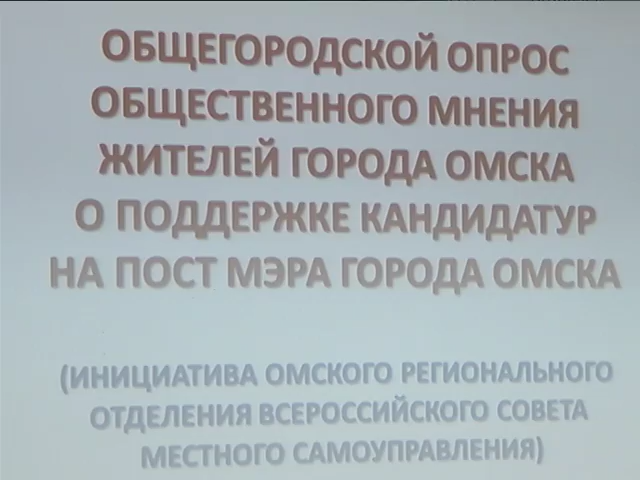 ОБЩЕГОРОДСКОЙ ОПРОС
ОБЩЕСТВЕННОГО МНЕНИЯ
ЖИТЕЛЕЙ ГОРОДА ОМСКА
О ПОДДЕРЖКЕ КАНДИДАТУР
НА ПОСТ МЭРА ГОРОДА ОМСКА
(ИНИЦИАТИВА ОМСКОГО РЕГИОНАЛЬНОГО
ОТДЕЛЕНИЯ ВСЕРОССИЙСКОГО СОВЕТА
МЕСТНОГО САМОУПРАВЛЕНИЯ)